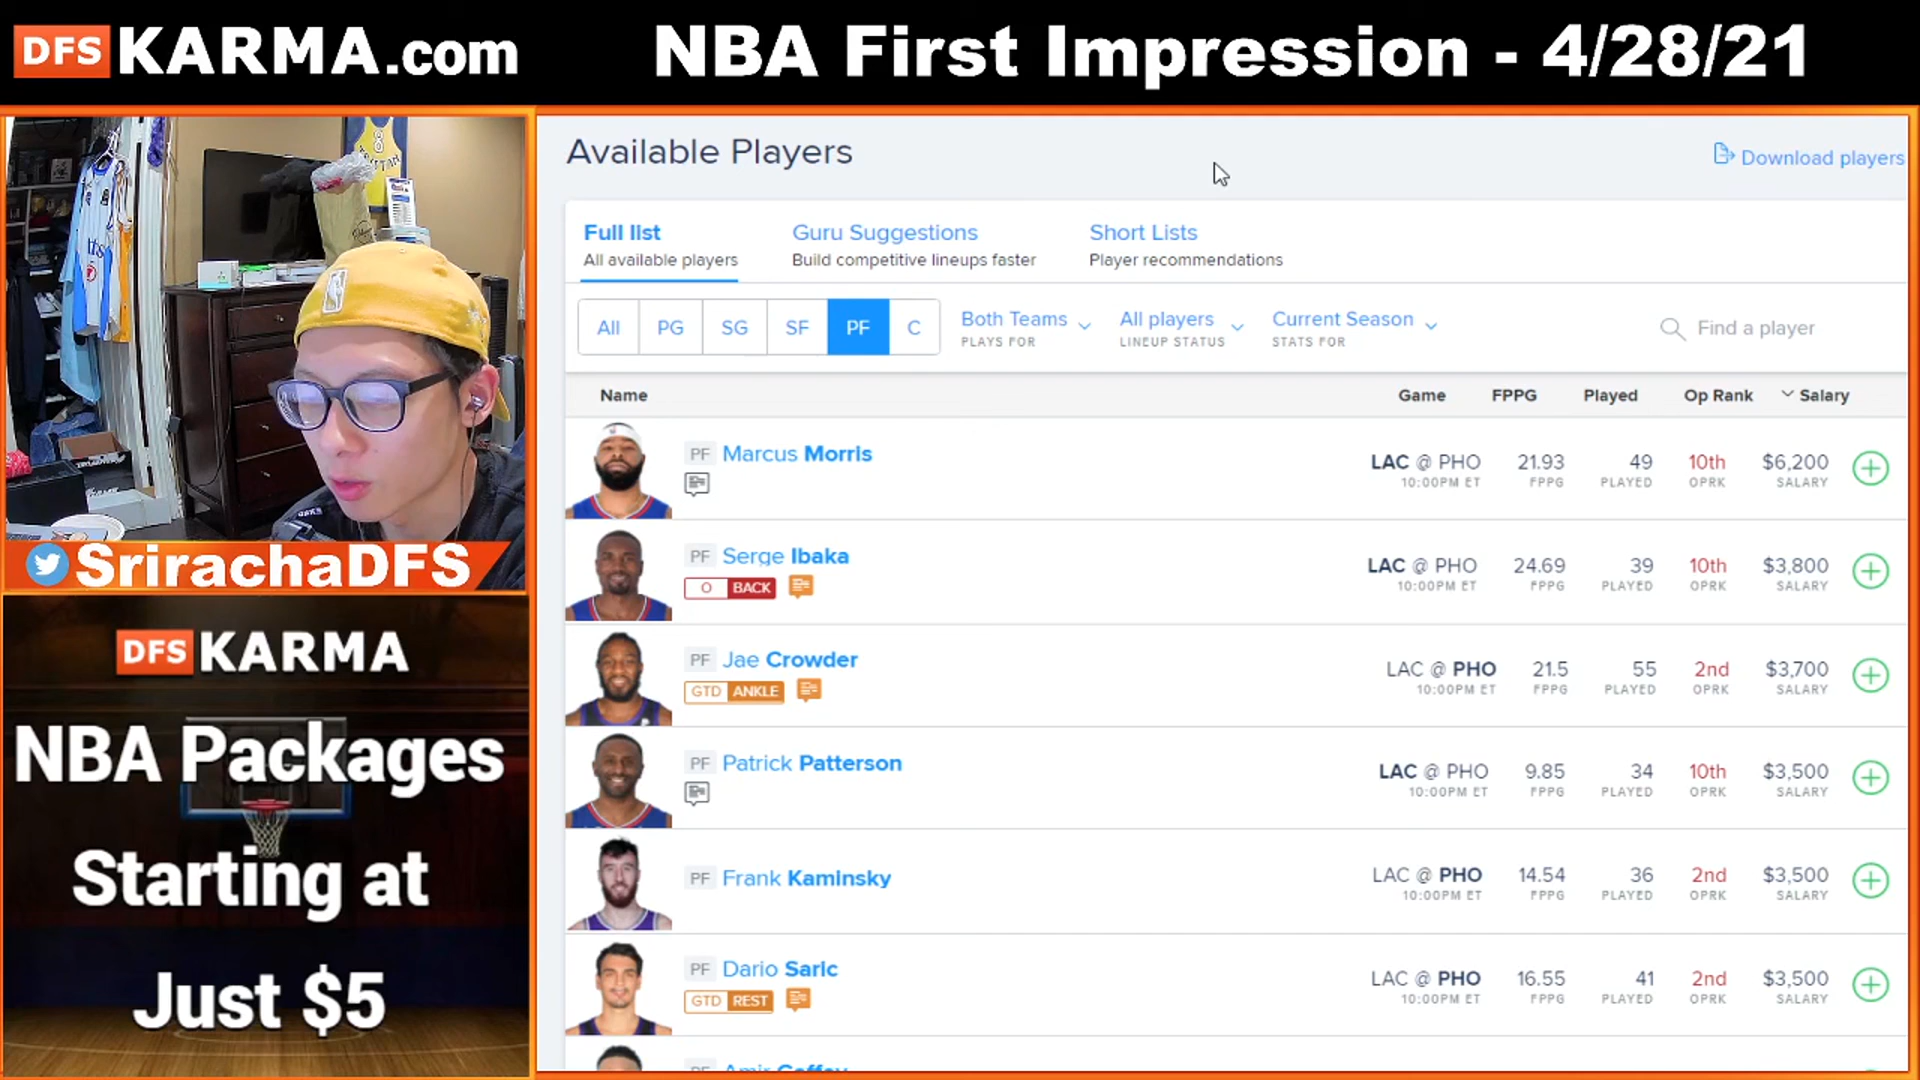 DFS KARMA.com
NBA First Impression - 4/28/21
SrirachaDFS
DFS KARMA
NBA Packages
Starting at
Just $5
Available Players
Download players
Full list
All available players
Guru Suggestions
Build competitive lineups faster
Short Lists
Player recommendations
All PG SG SF PF C
Both Teams
PLAYS FOR
All players
LINEUP STATUS
Current Season
STATS FOR
Find a player
Name Game FPPG Played Op Rank Salary
PF Marcus Morris
LAC @ PHO 21.93 49 10th $6,200
10:00PM ET FPPG PLAYED OPRK SALARY
PF Serge Ibaka
O BACK
LAC @ PHO 24.69 39 10th $3,800
10:00PM ET FPPG PLAYED OPRK SALARY
PF Jae Crowder
GTD ANKLE
LAC @ PHO 21.5 55 2nd $3,700
10:00PM ET FPPG PLAYED OPRK SALARY
PF Patrick Patterson
LAC @ PHO 9.85 34 10th $3,500
10:00PM ET FPPG PLAYED OPRK SALARY
PF Frank Kaminsky
LAC @ PHO 14.54 36 2nd $3,500
10:00PM ET FPPG PLAYED OPRK SALARY
PF Dario Saric
GTD REST
LAC @ PHO 16.55 41 2nd $3,500
10:00PM ET FPPG PLAYED OPRK SALARY
PF Amir Coffey